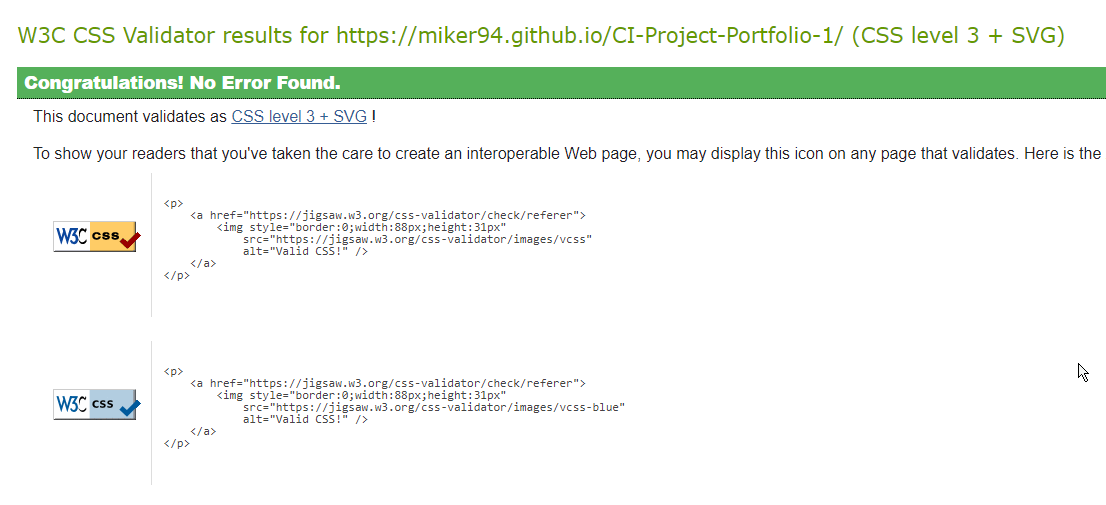 W3C CSS Validator results for https://miker94.github.io/CI-Project-Portfolio-1/ (CSS level 3 + SVG)
Congratulations! No Error Found.
This document validates as CSS level 3 + SVG !
To show your readers that you've taken the care to create an interoperable Web page, you may display this icon on any page that validates. Here is the
W3C css
<p>
<a href="https://jigsaw.w3.org/css-validator/check/referer">
<img style="border:0;width:88px;height:31px"
src="https://jigsaw.w3.org/css-validator/images/vcss"
alt="Valid CSS!" />
</a>
</p>
W3C css
<p>
<a href="https://jigsaw.w3.org/css-validator/check/referer">
<img style="border:0;width:88px;height:31px"
src="https://jigsaw.w3.org/css-validator/images/vcss-blue"
alt="Valid CSS!" />
</a>
</p>